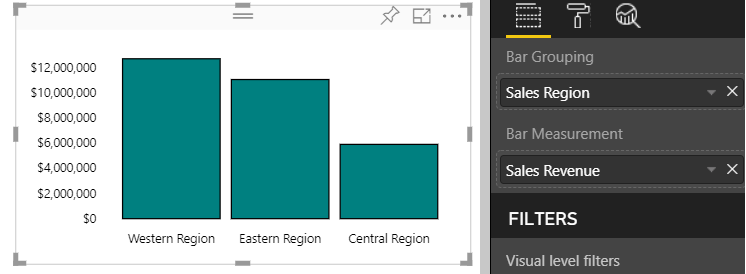 $12,000,000
$10,000,000
$8,000,000
$6,000,000
$4,000,000
$2,000,000
$0
Western Region Eastern Region Central Region
Bar Grouping
Sales Region
Bar Measurement
Sales Revenue
FILTERS
Visual level filters